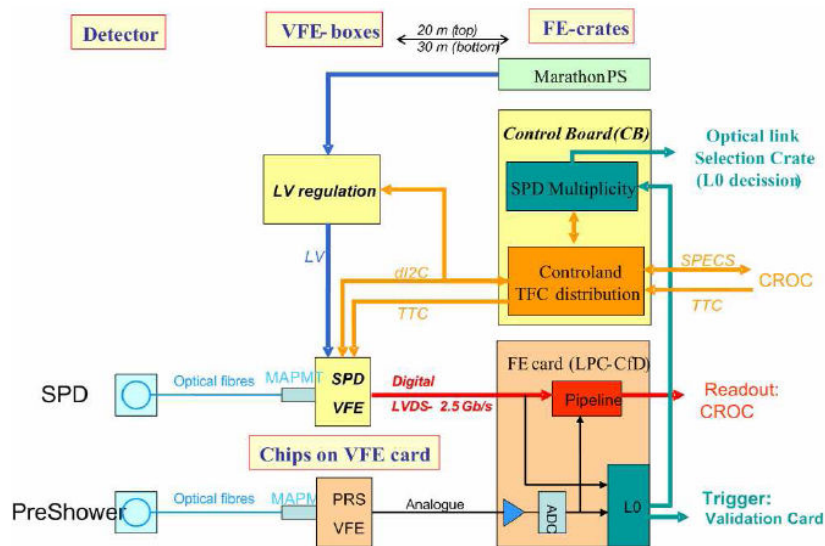 Detector
VFE-boxes
20 m (top)
30 m (bottom)
FE-crates
MarathonPS
Control Board(CB)
SPD Multiplicity
Optical link
Selection Crate
(L0 decission)
LV regulation
LV
dI2C
TTC
Controland
TFC distribution
SPECS
CROC
TTC
SPD
Optical fibres
MAPMT
SPD
VFE
Digital
LVDS- 2.5 Gb/s
FE card (LPC-CfD)
Pipeline
Readout:
CROC
Chips on VFE card
PreShower
Optical fibres
MAPM
PRS
VFE
Analogue
ADC
L0
Trigger:
Validation Card